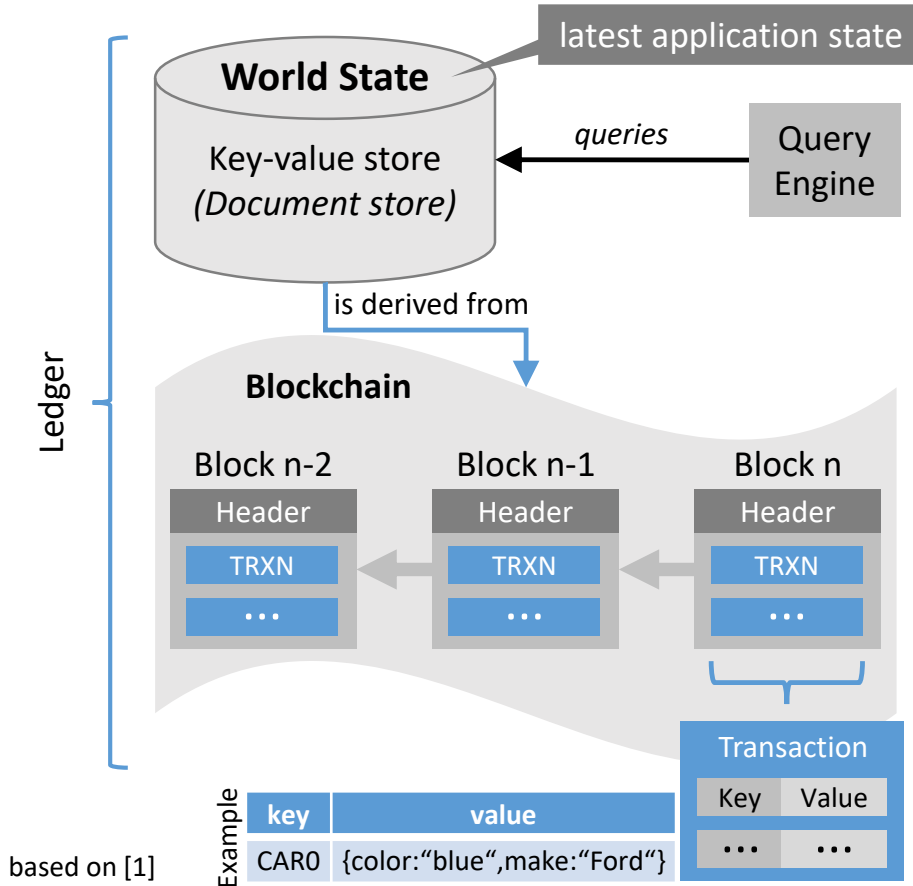 latest application state
World State
Key-value store
(Document store)
queries
Query
Engine
is derived from
Ledger
Blockchain
Block n-2
Block n-1
Block n
Header
Header
Header
TRXN
TRXN
TRXN
...
...
...
Transaction
Key Value
... ...
Example
key value
CAR0 {color:“blue“,make:“Ford“}
based on [1]